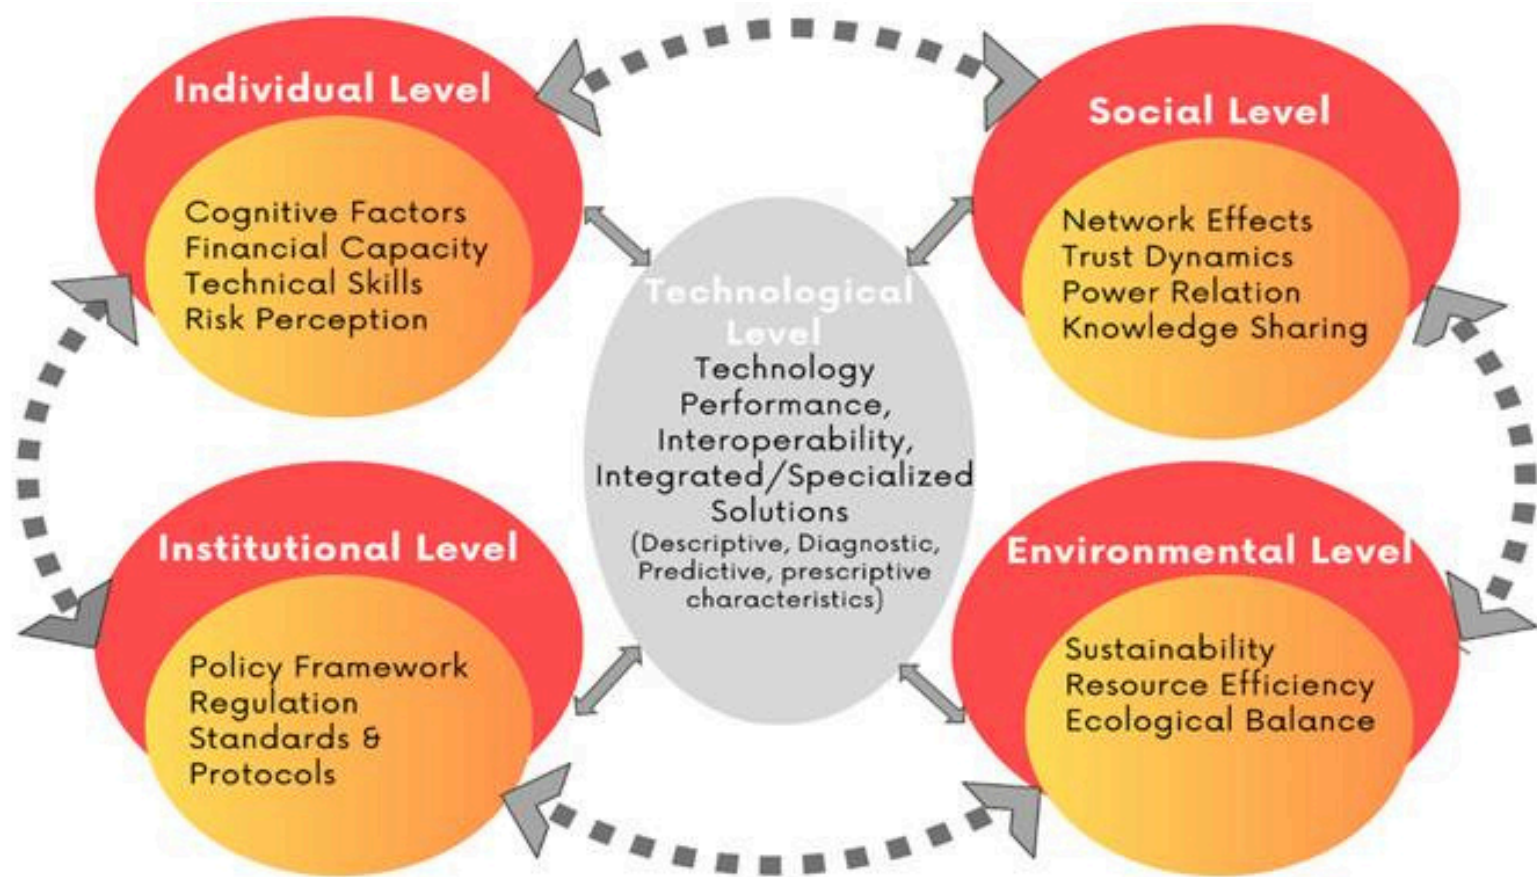 Individual Level
Cognitive Factors
Financial Capacity
Technical Skills
Risk Perception
Social Level
Network Effects
Trust Dynamics
Power Relation
Knowledge Sharing
Technological
Level
Technology
Performance,
Interoperability,
Integrated/Specialized
Solutions
(Descriptive, Diagnostic,
Predictive, prescriptive
characteristics)
Institutional Level
Policy Framework
Regulation
Standards &
Protocols
Environmental Level
Sustainability
Resource Efficiency
Ecological Balance